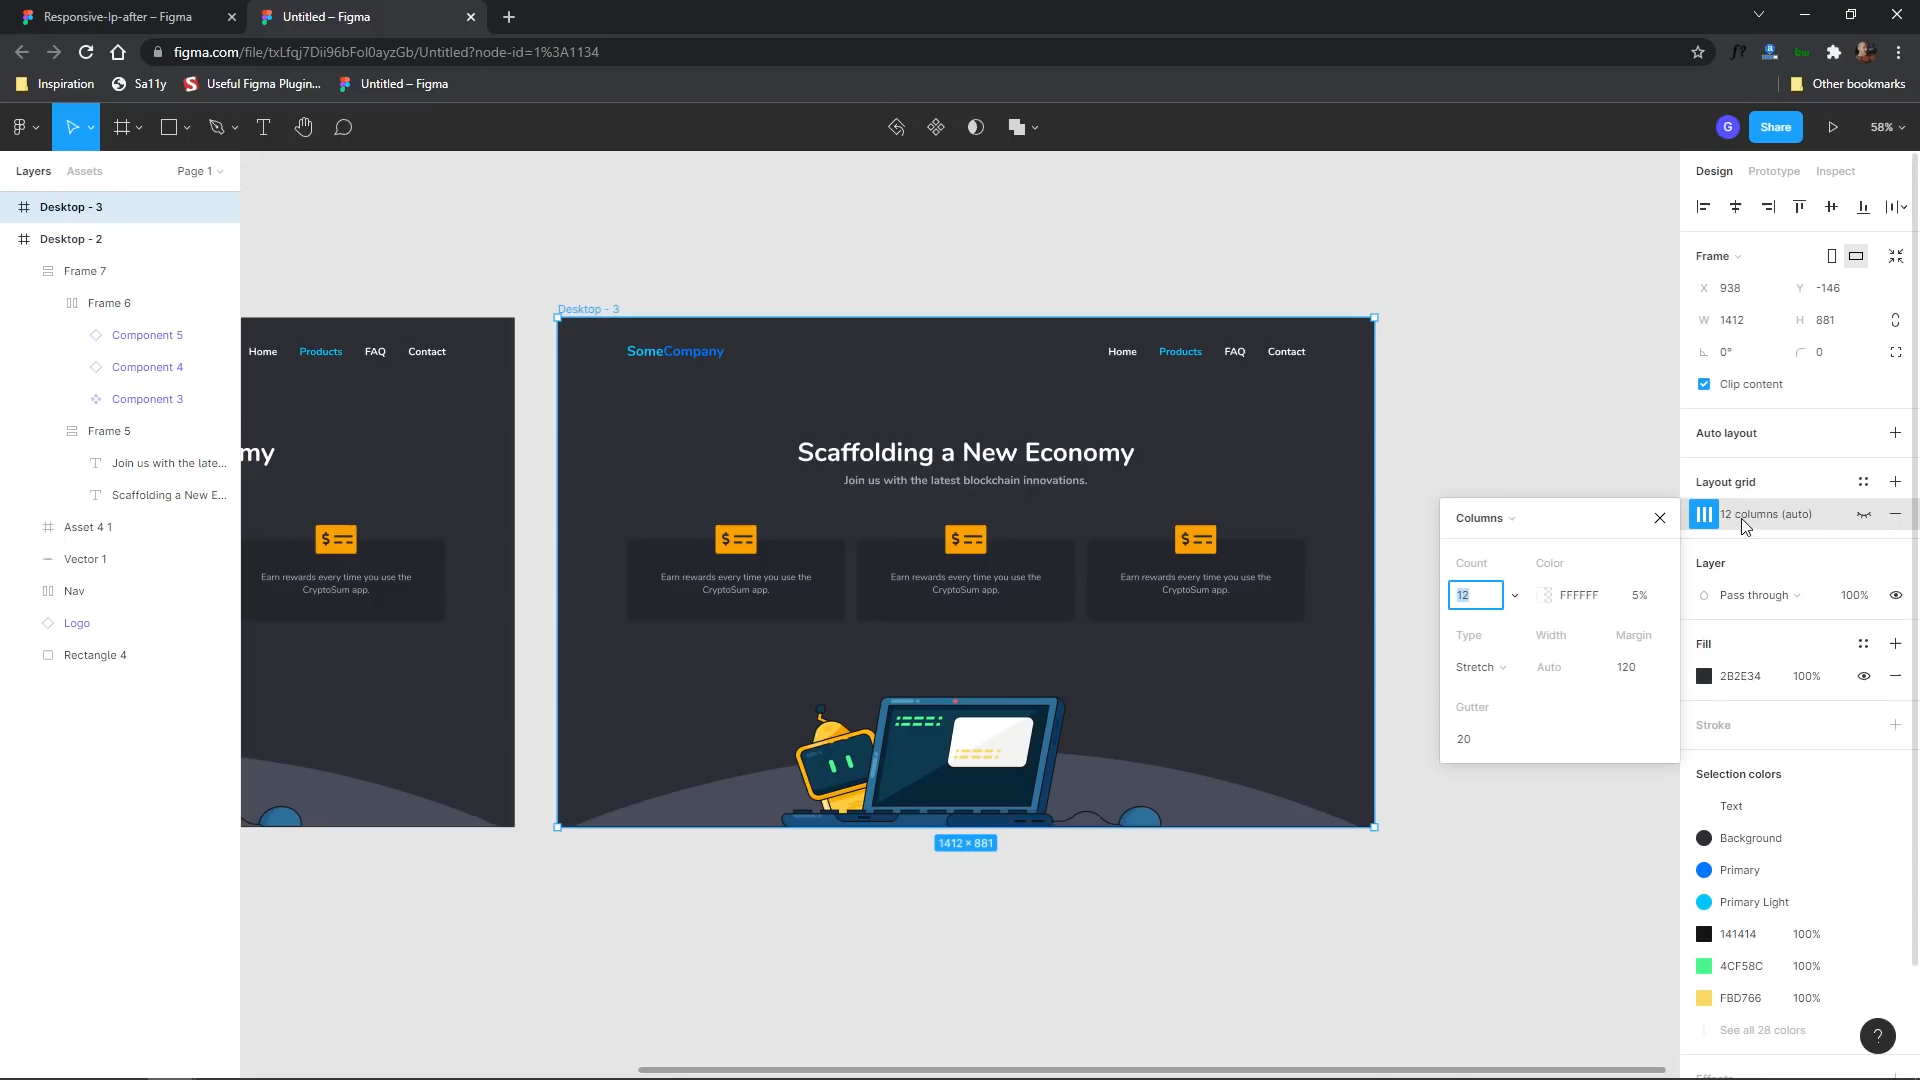 Responsive-lp-after – Figma
Untitled – Figma
figma.com/file/txLfqj7Dii96bFol0ayzGb/Untitled?node-id=1%3A1134
Inspiration
Sa11y
Useful Figma Plugin...
Untitled – Figma
Other bookmarks
G
Share
58%
Layers
Assets
Page 1
Desktop - 3
Desktop - 2
Frame 7
Frame 6
Component 5
Component 4
Component 3
Frame 5
Join us with the late...
Scaffolding a New E...
Asset 4 1
Vector 1
Nav
Logo
Rectangle 4
Home
Products
FAQ
Contact
my
Earn rewards every time you use the
CryptoSum app.
Desktop - 3
SomeCompany
Home
Products
FAQ
Contact
Scaffolding a New Economy
Join us with the latest blockchain innovations.
Earn rewards every time you use the
CryptoSum app.
Earn rewards every time you use the
CryptoSum app.
Earn rewards every time you use the
CryptoSum app.
1412 × 881
Columns
Count
Color
12
FFFFFF
5%
Type
Width
Margin
Stretch
Auto
120
Gutter
20
Design
Prototype
Inspect
Frame
X 938
Y -146
W 1412
H 881
0°
0
Clip content
Auto layout
Layout grid
12 columns (auto)
Layer
Pass through
100%
Fill
2B2E34
100%
Stroke
Selection colors
Text
Background
Primary
Primary Light
141414
100%
4CF58C
100%
FBD766
100%
See all 28 colors
?